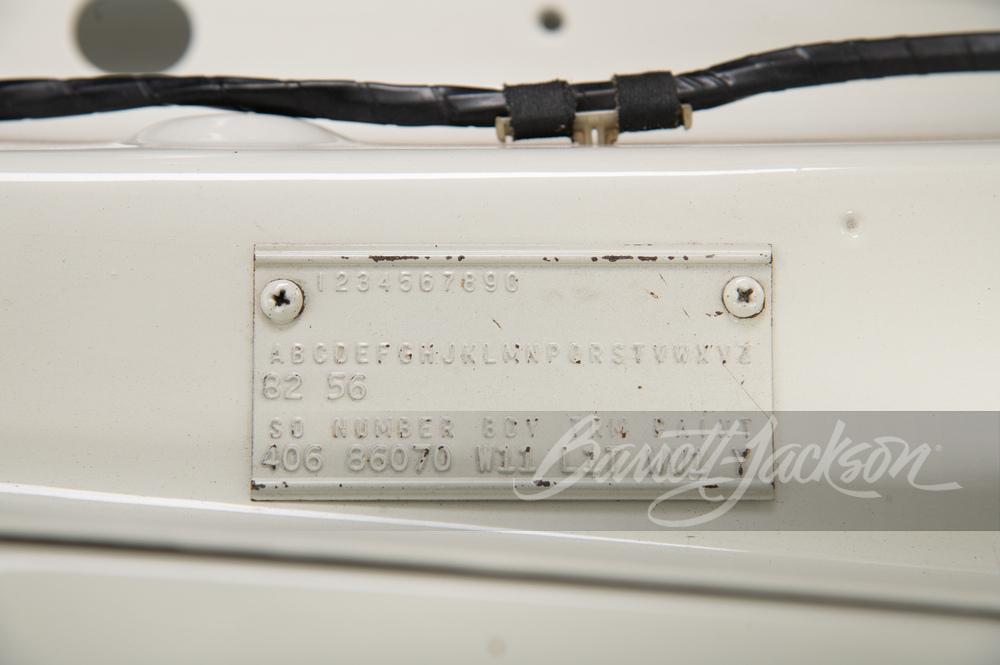 1234567890
ABCDEFGHJKLMNPQRSTVWXYZ
82 56
SO NUMBER BDY TRM PAINT
406 86070 W11
Barrett-Jackson